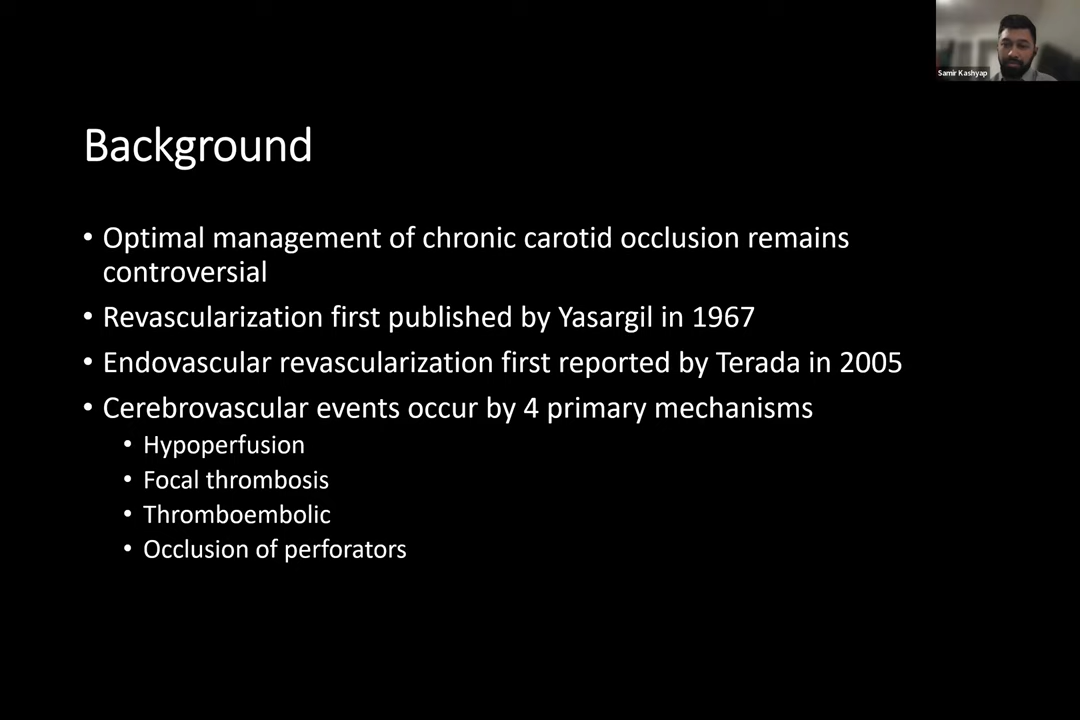 Samir Kashyap
Background
• Optimal management of chronic carotid occlusion remains
controversial
• Revascularization first published by Yasargil in 1967
• Endovascular revascularization first reported by Terada in 2005
• Cerebrovascular events occur by 4 primary mechanisms
• Hypoperfusion
• Focal thrombosis
• Thromboembolic
• Occlusion of perforators